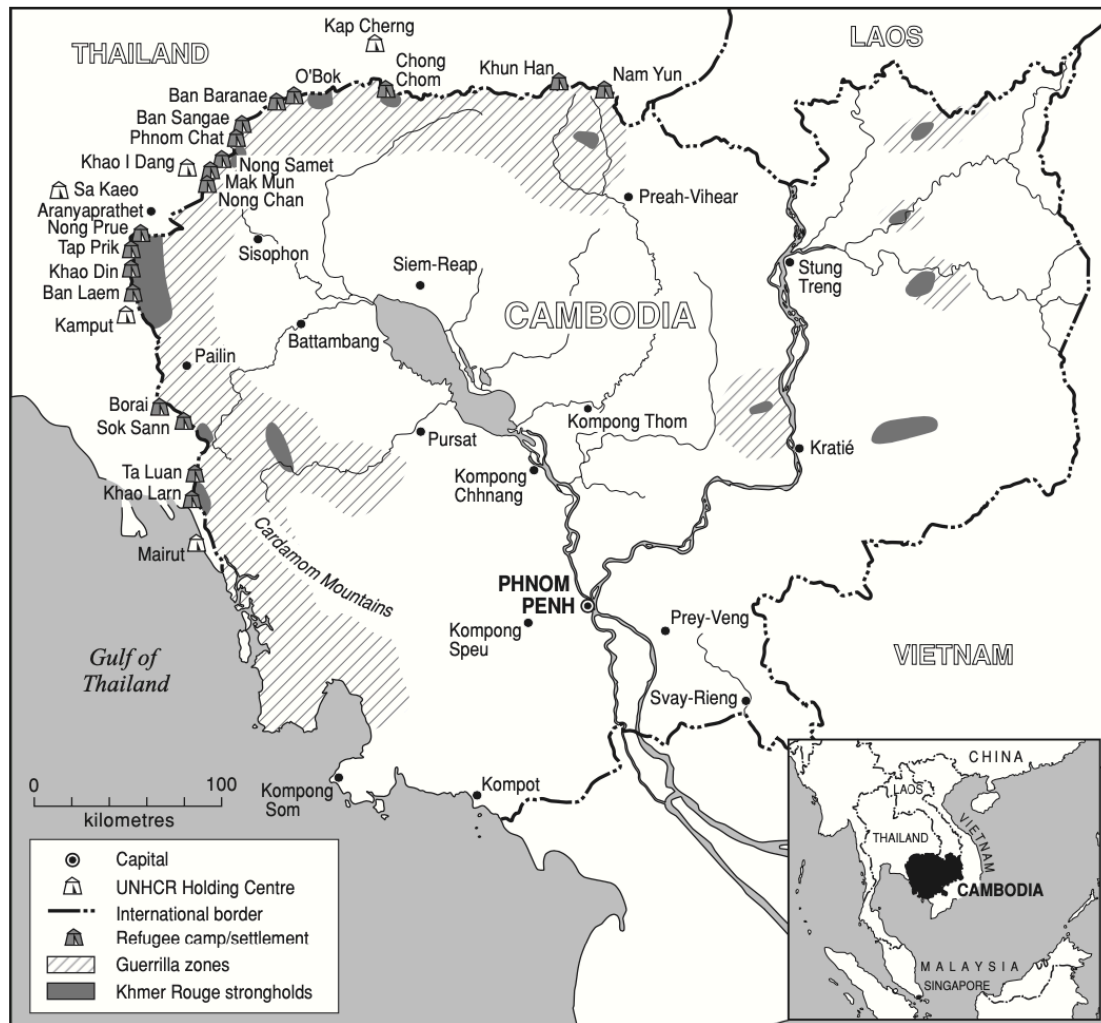 Kap Cherng
THAILAND
LAOS
Chong
Chom
O'Bok
Khun Han
Nam Yun
Ban Baranae
Ban Sangae
Phnom Chat
Khao I Dang
Nong Samet
Mak Mun
Nong Chan
Sa Kaeo
Aranyaprathet
Nong Prue
Tap Prik
Khao Din
Ban Laem
Kamput
Preah-Vihear
Sisophon
Siem-Reap
Stung
Treng
CAMBODIA
Battambang
Pailin
Borai
Sok Sann
Pursat
Kompong Thom
Kratié
Kompong
Chhnang
Ta Luan
Khao Larn
Mairut
Cardamom Mountains
PHNOM
PENH
Kompong
Speu
Prey-Veng
VIETNAM
Gulf of
Thailand
Svay-Rieng
0 100
kilometres
Kompong
Som
Kompot
Capital
UNHCR Holding Centre
International border
Refugee camp/settlement
Guerrilla zones
Khmer Rouge strongholds
CHINA
LAOS
VIETNAM
THAILAND
CAMBODIA
MALAYSIA
SINGAPORE